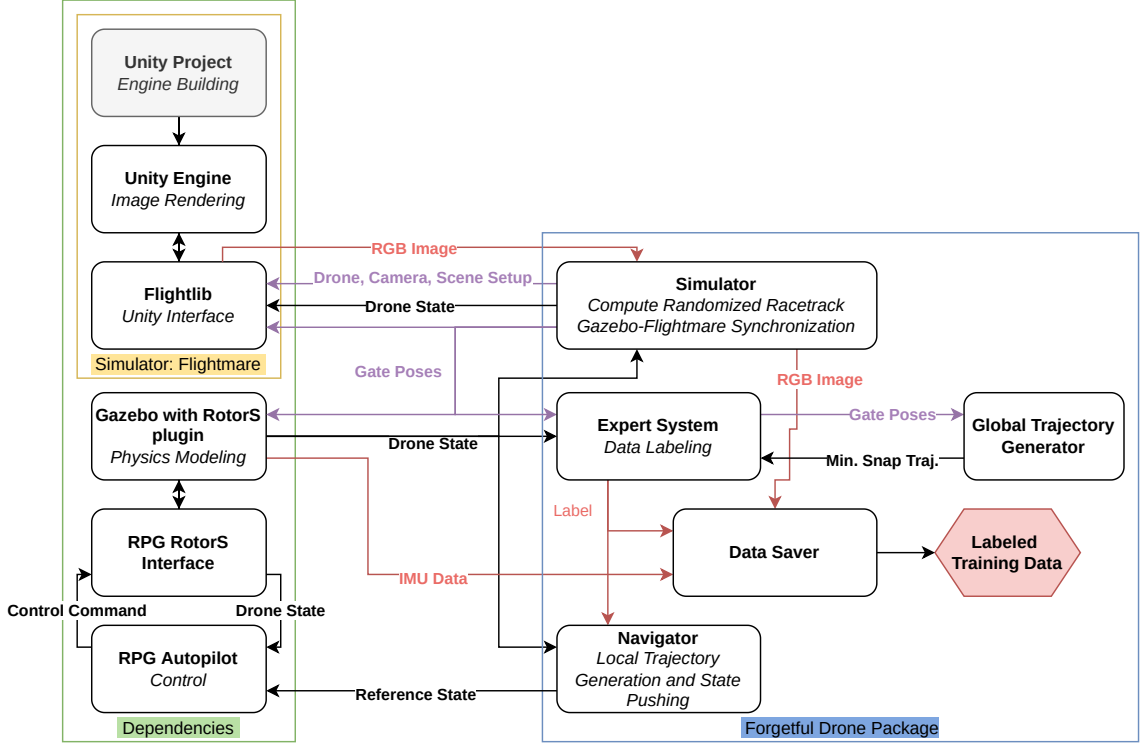 Unity Project
Engine Building
Unity Engine
Image Rendering
RGB Image
Flightlib
Unity Interface
Drone, Camera, Scene Setup
Drone State
Simulator
Compute Randomized Racetrack
Gazebo-Flightmare Synchronization
Simulator: Flightmare
Gate Poses
RGB Image
Gazebo with RotorS
plugin
Physics Modeling
Drone State
Expert System
Data Labeling
Gate Poses
Min. Snap Traj.
Global Trajectory
Generator
Label
RPG RotorS
Interface
IMU Data
Data Saver
Labeled
Training Data
Control Command
Drone State
RPG Autopilot
Control
Reference State
Navigator
Local Trajectory
Generation and State
Pushing
Dependencies
Forgetful Drone Package